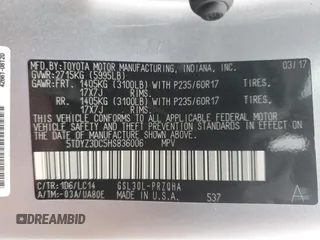 42661-08120
MFD.BY:TOYOTA MOTOR MANUFACTURING, INDIANA, INC. 03/17
GVWR:2715KG(5995LB)
GAWR:FRT. 1405KG(3100LB)WITH P235/60R17 TIRES,
17X7J RIMS,
RR. 1405KG(3100LB)WITH P235/60R17 TIRES,
17X7J RIMS,
THIS VEHICLE CONFORMS TO ALL APPLICABLE FEDERAL
MOTOR VEHICLE SAFETY AND THEFT PREVENTION
STANDARDS IN EFFECT ON THE DATE OF
MANUFACTURE SHOWN ABOVE.
5TDYZ3DC5HS836006 MPV
C/TR:1D6/LC14 GSL30L-PRZQHA A
A/TM:-03A/UA80E MADE IN U.S.A. 537
© DIRABID